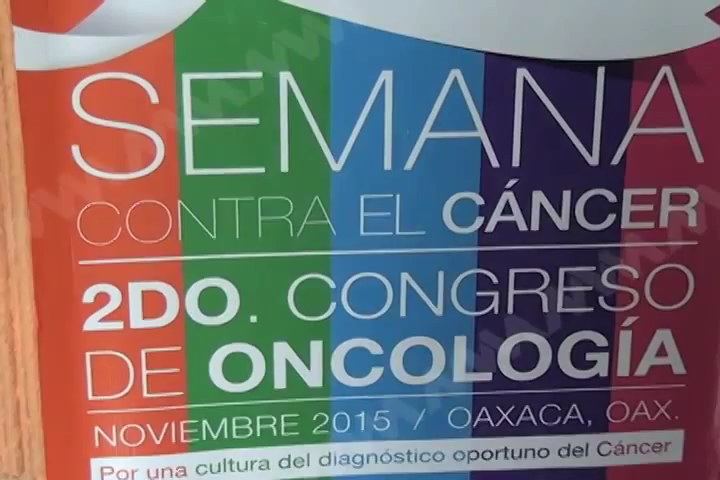 SEMANA
CONTRA EL CÁNCER
2DO. CONGRESO
DE ONCOLOGÍA
NOVIEMBRE 2015 / OAXACA, OAX.
Por una cultura del diagnóstico oportuno del Cáncer